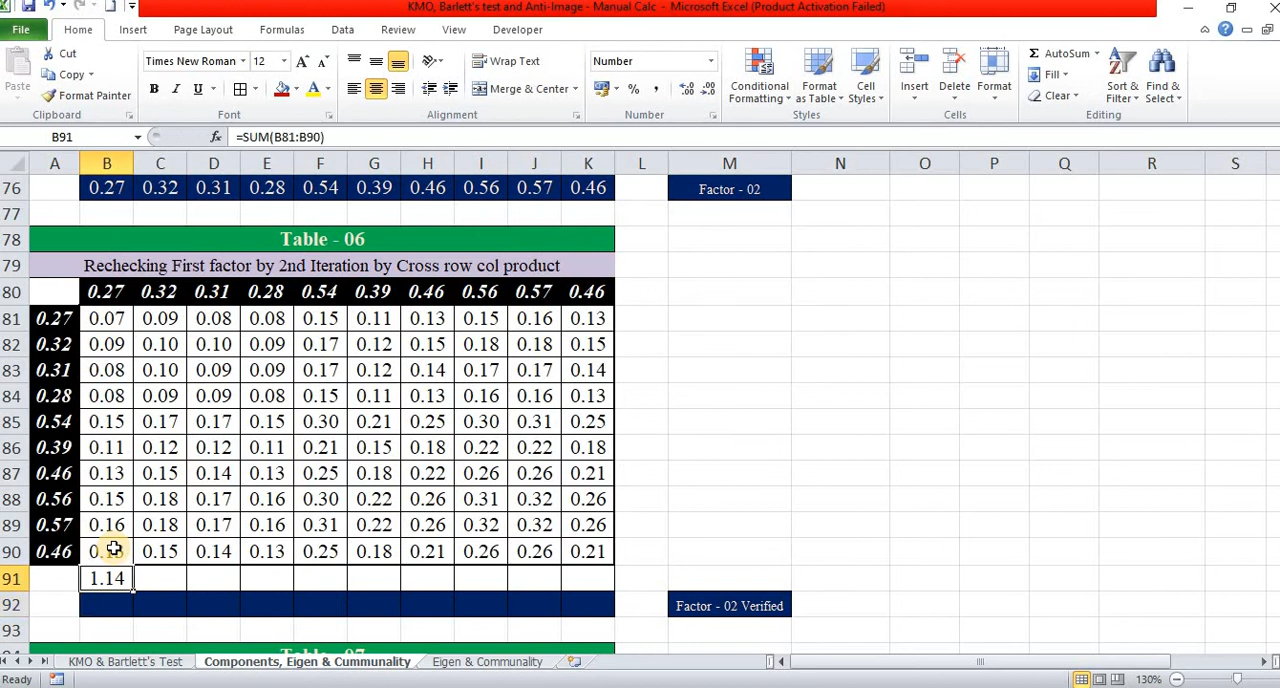 KMO, Barlett's test and Anti-Image - Manual Calc - Microsoft Excel (Product Activation Failed)
File Home Insert Page Layout Formulas Data Review View Developer
Cut
Copy
Format Painter
Paste
Times New Roman 12
Wrap Text
Merge & Center
Number
Conditional Formatting
Format as Table
Cell Styles
Insert Delete Format
AutoSum
Fill
Clear
Sort & Filter
Find & Select
Clipboard Font Alignment Number Styles Cells Editing
B91 fx =SUM(B81:B90)
A B C D E F G H I J K L M N O P Q R S
76 0.27 0.32 0.31 0.28 0.54 0.39 0.46 0.56 0.57 0.46 Factor - 02
77
78 Table - 06
79 Rechecking First factor by 2nd Iteration by Cross row col product
80 0.27 0.32 0.31 0.28 0.54 0.39 0.46 0.56 0.57 0.46
81 0.27 0.07 0.09 0.08 0.08 0.15 0.11 0.13 0.15 0.16 0.13
82 0.32 0.09 0.10 0.10 0.09 0.17 0.12 0.15 0.18 0.18 0.15
83 0.31 0.08 0.10 0.09 0.09 0.17 0.12 0.14 0.17 0.17 0.14
84 0.28 0.08 0.09 0.09 0.08 0.15 0.11 0.13 0.16 0.16 0.13
85 0.54 0.15 0.17 0.17 0.15 0.30 0.21 0.25 0.30 0.31 0.25
86 0.39 0.11 0.12 0.12 0.11 0.21 0.15 0.18 0.22 0.22 0.18
87 0.46 0.13 0.15 0.14 0.13 0.25 0.18 0.22 0.26 0.26 0.21
88 0.56 0.15 0.18 0.17 0.16 0.30 0.22 0.26 0.31 0.32 0.26
89 0.57 0.16 0.18 0.17 0.16 0.31 0.22 0.26 0.32 0.32 0.26
90 0.46 0.15 0.14 0.13 0.25 0.18 0.21 0.26 0.26 0.21
91 1.14
92 Factor - 02 Verified
93
KMO & Bartlett's Test Components, Eigen & Cummunality Eigen & Communality
Ready 130%